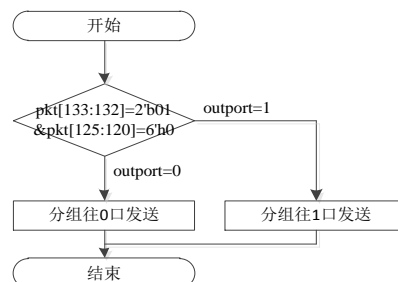 开始
pkt[133:132]=2'b01
&pkt[125:120]=6'h0
outport=1
outport=0
分组往0口发送
分组往1口发送
结束